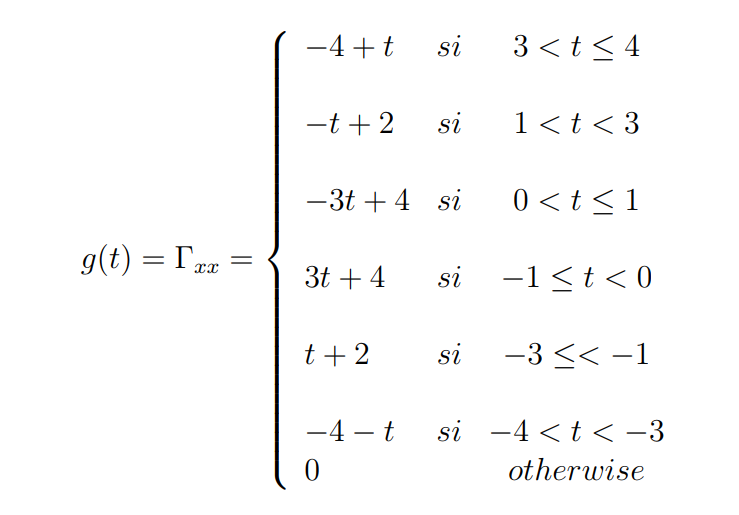 −4 + t si 3 < t ≤ 4
−t + 2 si 1 < t < 3
−3t + 4 si 0 < t ≤ 1
g(t) = Γxx =
3t + 4 si −1 ≤ t < 0
t + 2 si −3 ≤< −1
−4 − t si −4 < t < −3
0 otherwise